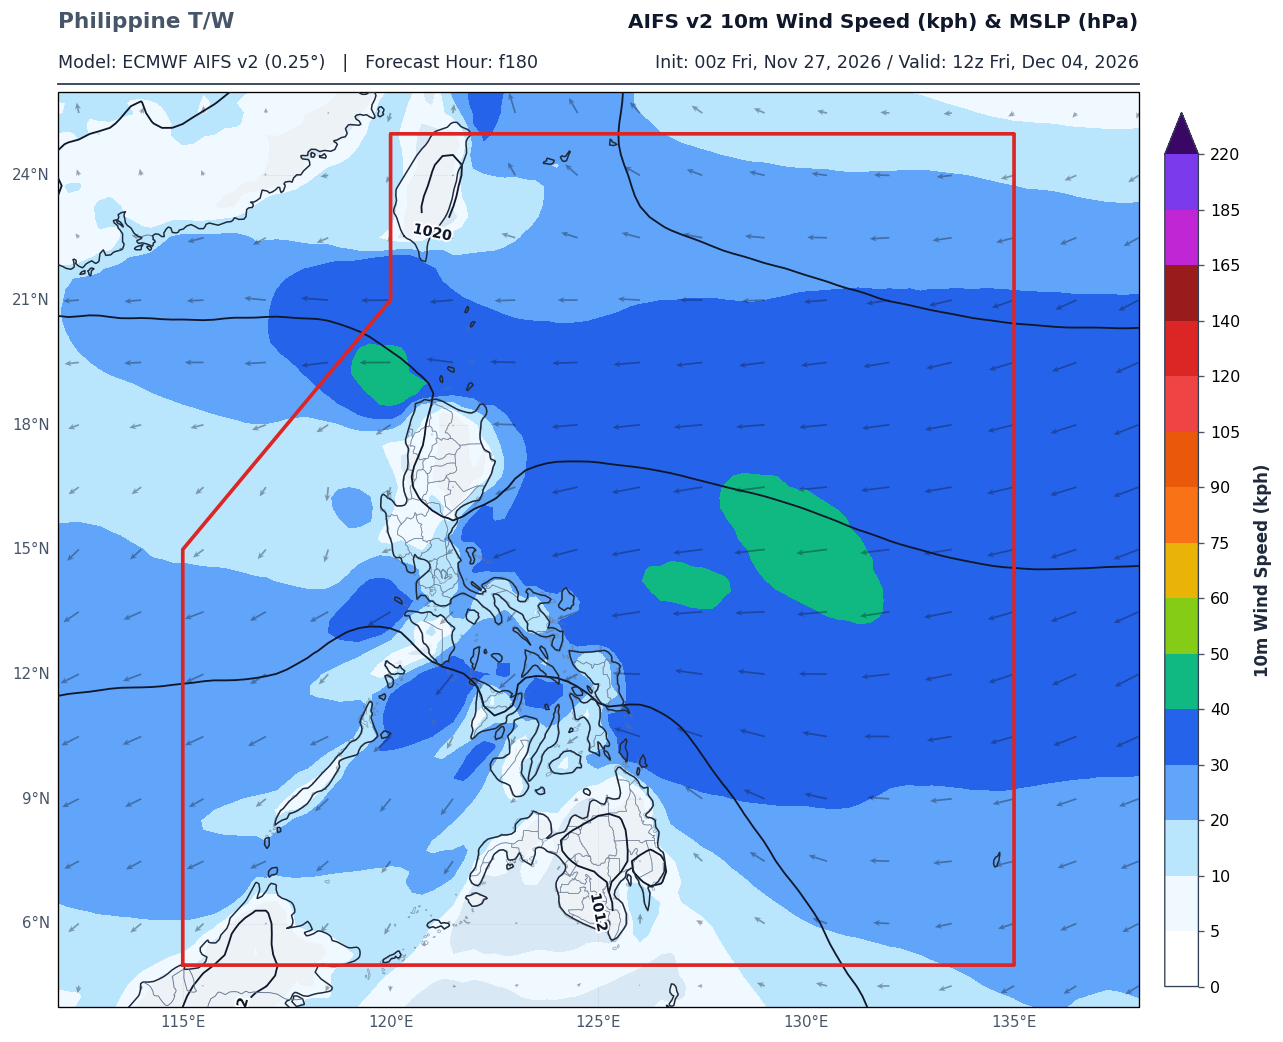 Philippine T/W
AIFS v2 10m Wind Speed (kph) & MSLP (hPa)
Model: ECMWF AIFS v2 (0.25°) | Forecast Hour: f180
Init: 00z Fri, Nov 27, 2026 / Valid: 12z Fri, Dec 04, 2026
24°N
21°N
18°N
15°N
12°N
9°N
6°N
115°E
120°E
125°E
130°E
135°E
1020
1012
2
220
185
165
140
120
105
90
75
60
50
40
30
20
10
5
0
10m Wind Speed (kph)